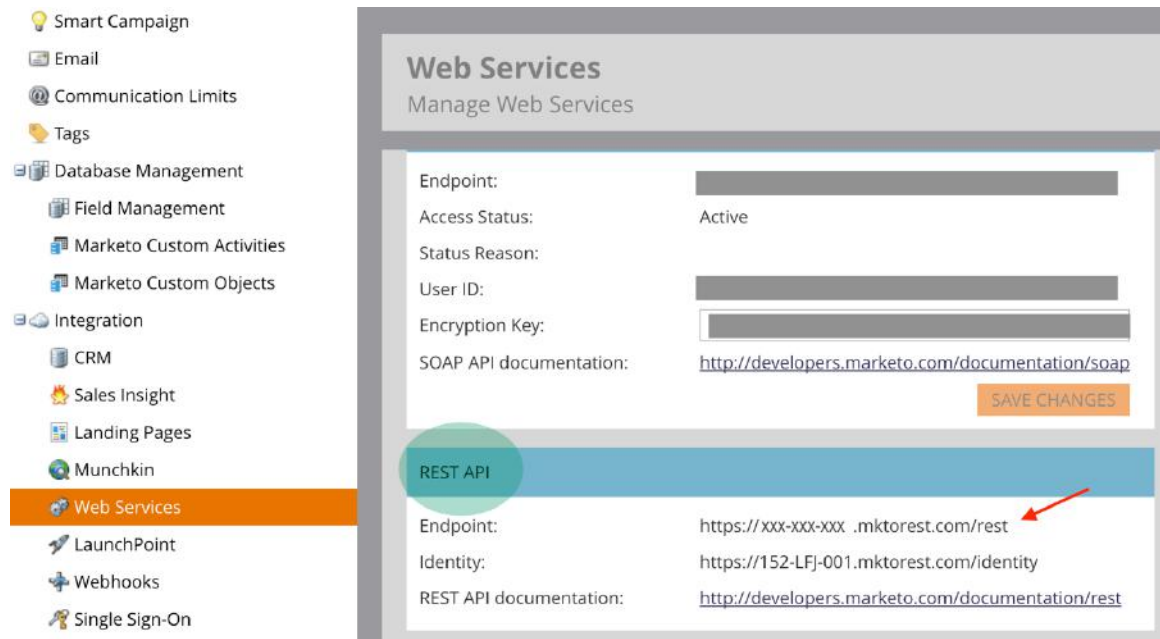 Smart Campaign
Email
Communication Limits
Tags
Database Management
Field Management
Marketo Custom Activities
Marketo Custom Objects
Integration
CRM
Sales Insight
Landing Pages
Munchkin
Web Services
LaunchPoint
Webhooks
Single Sign-On
Web Services
Manage Web Services
Endpoint:
Access Status: Active
Status Reason:
User ID:
Encryption Key:
SOAP API documentation: http://developers.marketo.com/documentation/soap
SAVE CHANGES
REST API
Endpoint: https://xxx-xxx-xxx .mktorest.com/rest
Identity: https://152-LFJ-001.mktorest.com/identity
REST API documentation: http://developers.marketo.com/documentation/rest